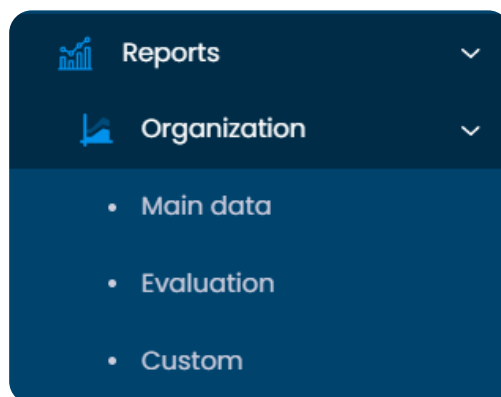 Reports
Organization
Main data
Evaluation
Custom